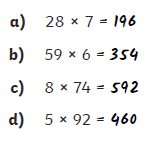 a) 28 × 7 = 196
b) 59 × 6 = 354
c) 8 × 74 = 592
d) 5 × 92 = 460